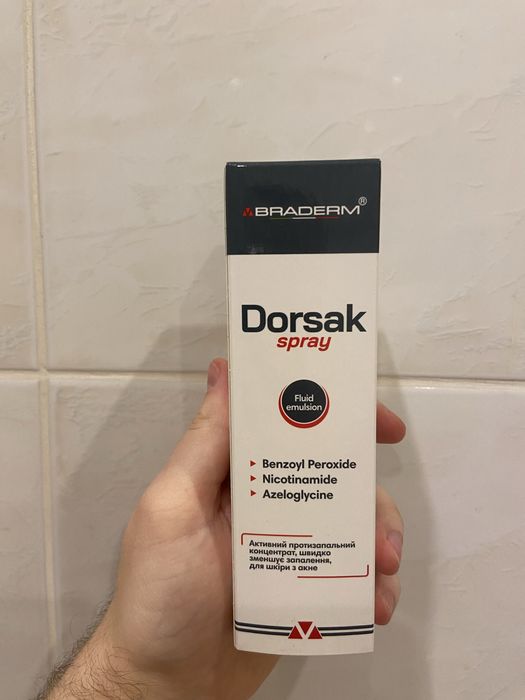 BRADERM®
Dorsak
spray
Fluid
emulsion
Benzoyl Peroxide
Nicotinamide
Azeloglycine
Активний протизапальний
концентрат, швидко
зменшує запалення,
для шкіри з акне